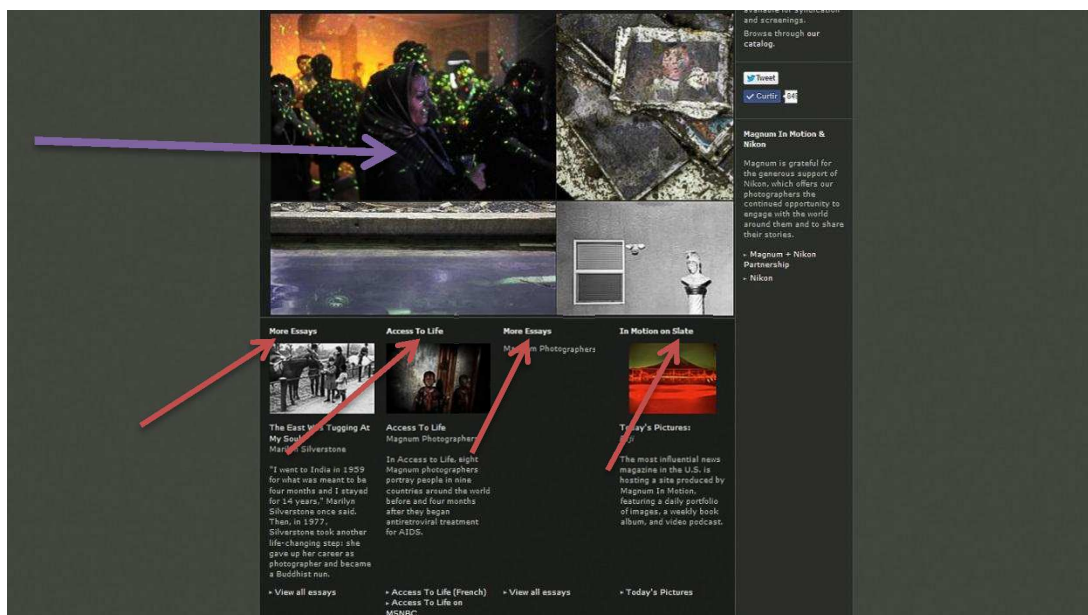 available for syndication
and screenings.
Browse through our
catalog.
Tweet
Curtir
Magnum In Motion &
Nikon
Magnum is grateful for
the generous support of
Nikon, which offers our
photographers the
continued opportunity to
engage with the world
around them and to share
their stories.
Magnum + Nikon
Partnership
Nikon
More Essays
The East Was Tugging At
My Soul
Marilyn Silverstone
"I went to India in 1959
for what was meant to be
four months and I stayed
for 14 years," Marilyn
Silverstone once said.
Then, in 1977,
Silverstone took another
life-changing step: she
gave up her career as
photographer and became
a Buddhist nun.
View all essays
Access To Life
Access To Life
Magnum Photographers
In Access to Life, eight
Magnum photographers
portray people in nine
countries around the world
before and four months
after they began
antiretroviral treatment
for AIDS.
Access To Life (French)
Access To Life on
MSNBC
More Essays
Magnum Photographers
View all essays
In Motion on Slate
Today's Pictures:
Fiji
The most influential news
magazine in the U.S. is
hosting a site produced by
Magnum In Motion,
featuring a daily portfolio
of images, a weekly book
album, and video podcast.
Today's Pictures